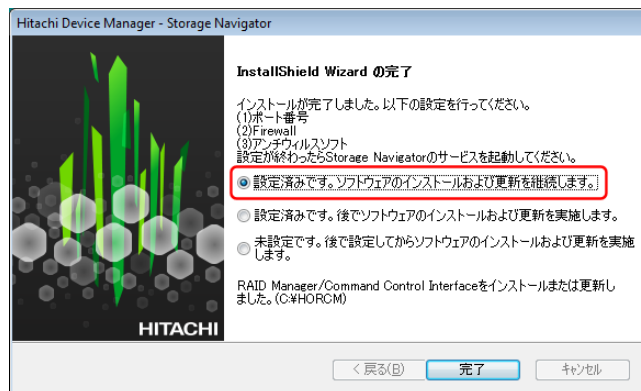 Hitachi Device Manager - Storage Navigator
InstallShield Wizard の完了
インストールが完了しました。以下の設定を行ってください。
(1)ポート番号
(2)Firewall
(3)アンチウィルスソフト
設定が終わったらStorage Navigatorのサービスを起動してください。
設定済みです。ソフトウェアのインストールおよび更新を継続します。
設定済みです。後でソフトウェアのインストールおよび更新を実施します。
未設定です。後で設定してからソフトウェアのインストールおよび更新を実施
します。
RAID Manager/Command Control Interfaceをインストールまたは更新し
ました。(C:¥HORCM)
HITACHI
< 戻る(B)
完了
キャンセル